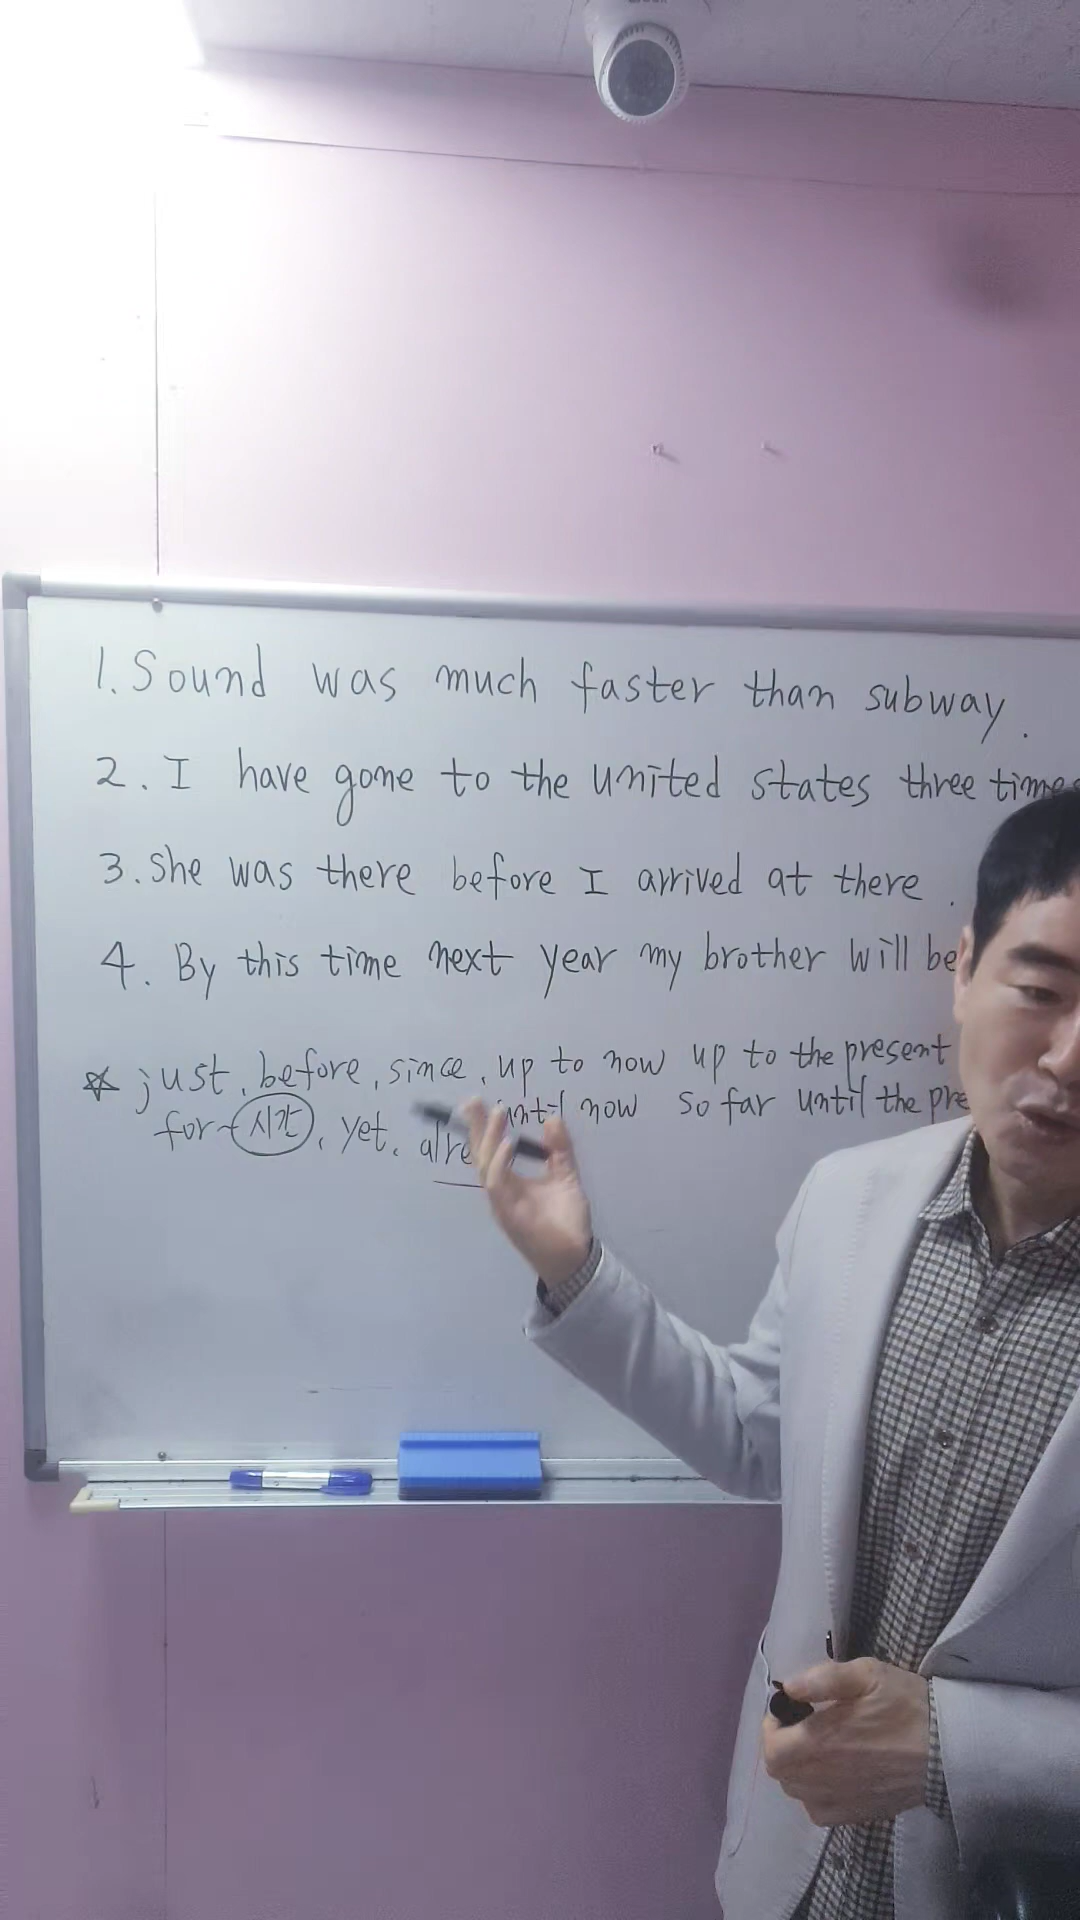 1. Sound was much faster than subway.
2. I have gone to the united states three times
3. She was there before I arrived at there.
4. By this time next year my brother will be
☆ just, before, since, up to now up to the present
for~시간, yet, until now so far until the